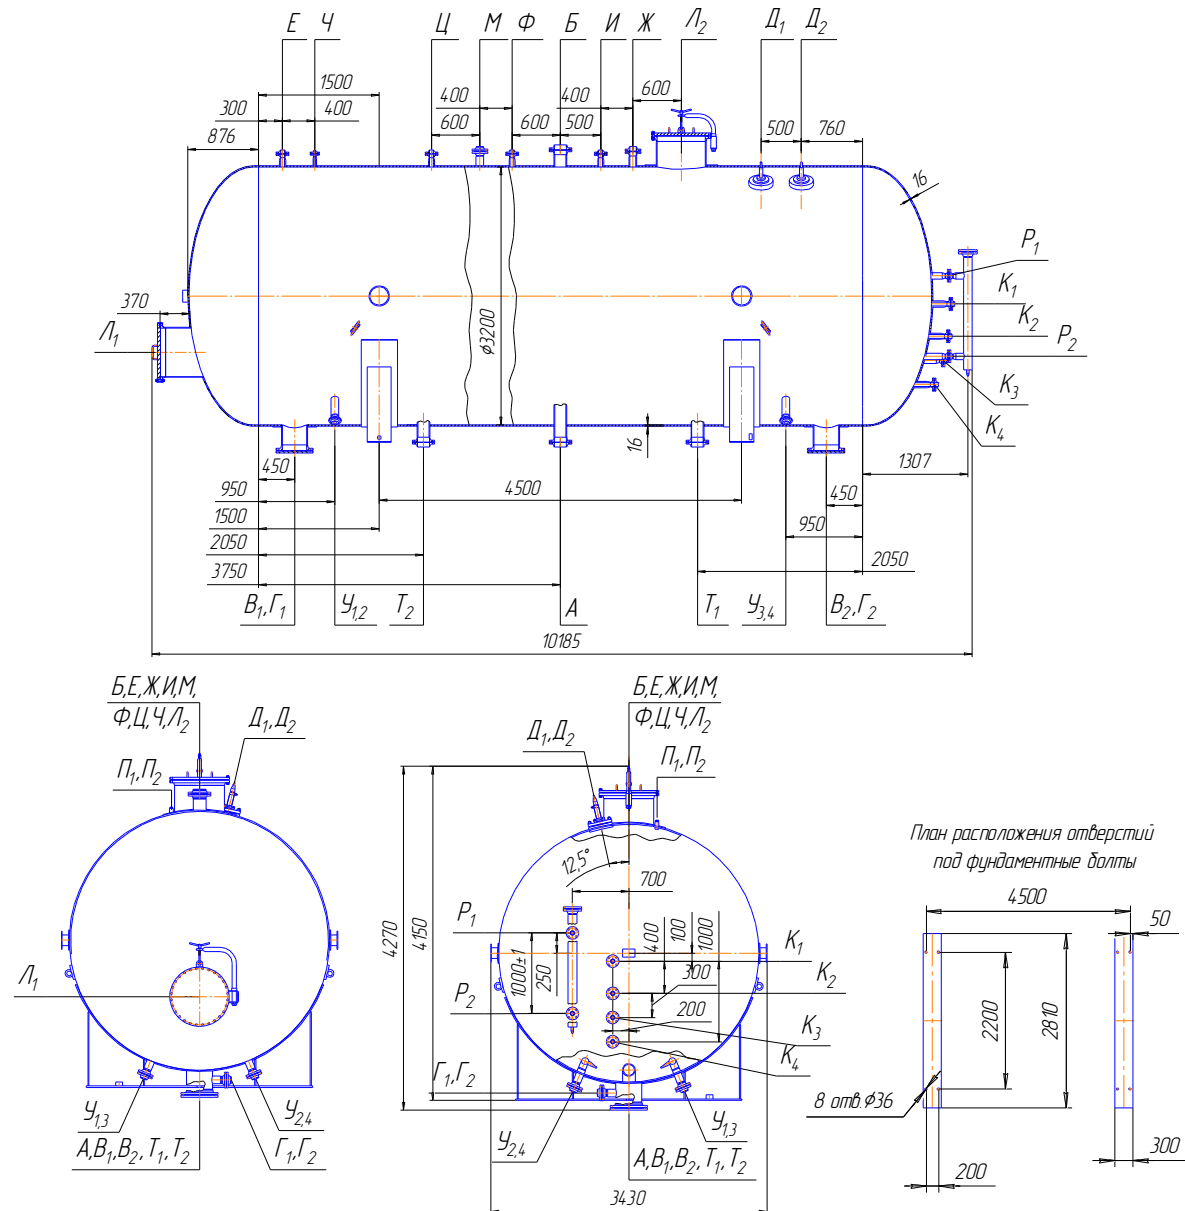 Е Ч Ц М Ф Б И Ж Л2 Д1 Д2
1500 600
300 400 400 400
876 600 600 500 500 760
16
Р1
370 К1
Л1 ⌀3200 К2 Р2
К3
К4
16
450 1307
950 4500 450
1500 950
2050 2050
3750
В1,Г1 У1,2 Т2 А Т1 У3,4 В2,Г2
10185
Б,Е,Ж,И,М,
Ф,Ц,Ч,Л2 Д1,Д2
П1,П2
Л1
У1,3 У2,4
А,В1,В2,Т1,Т2 Г1,Г2
Б,Е,Ж,И,М,
Ф,Ц,Ч,Л2
Д1,Д2
П1,П2
12,5°
700
4270 4150
Р1 400 100 1000 К1
1000±1 250 300 К2
Р2 200 К3
К4
Г1,Г2
У2,4 У1,3
А,В1,В2,Т1,Т2
3430
План расположения отверстий
под фундаментные болты
4500
50
2200 2810
8 отв.⌀36
300
200